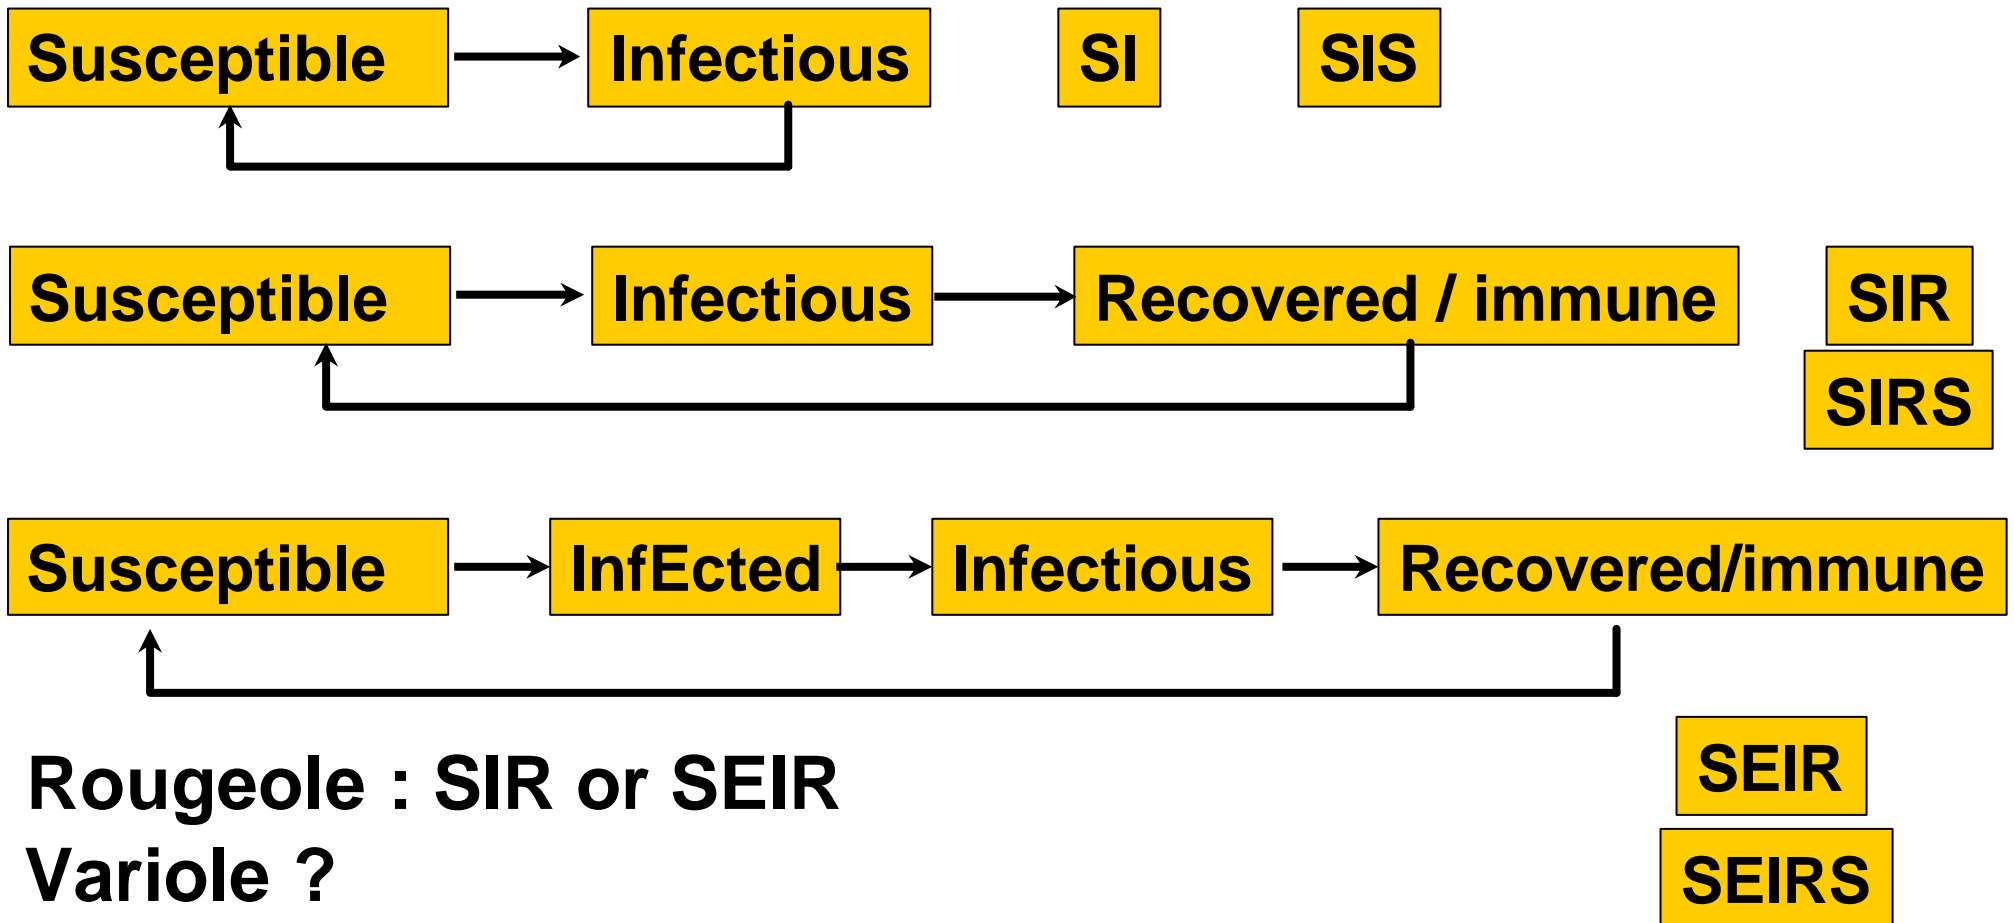 Susceptible Infectious SI SIS
Susceptible Infectious Recovered / immune SIR
SIRS
Susceptible InfEcted Infectious Recovered/immune
SEIR
Rougeole : SIR or SEIR
Variole ?
SEIRS